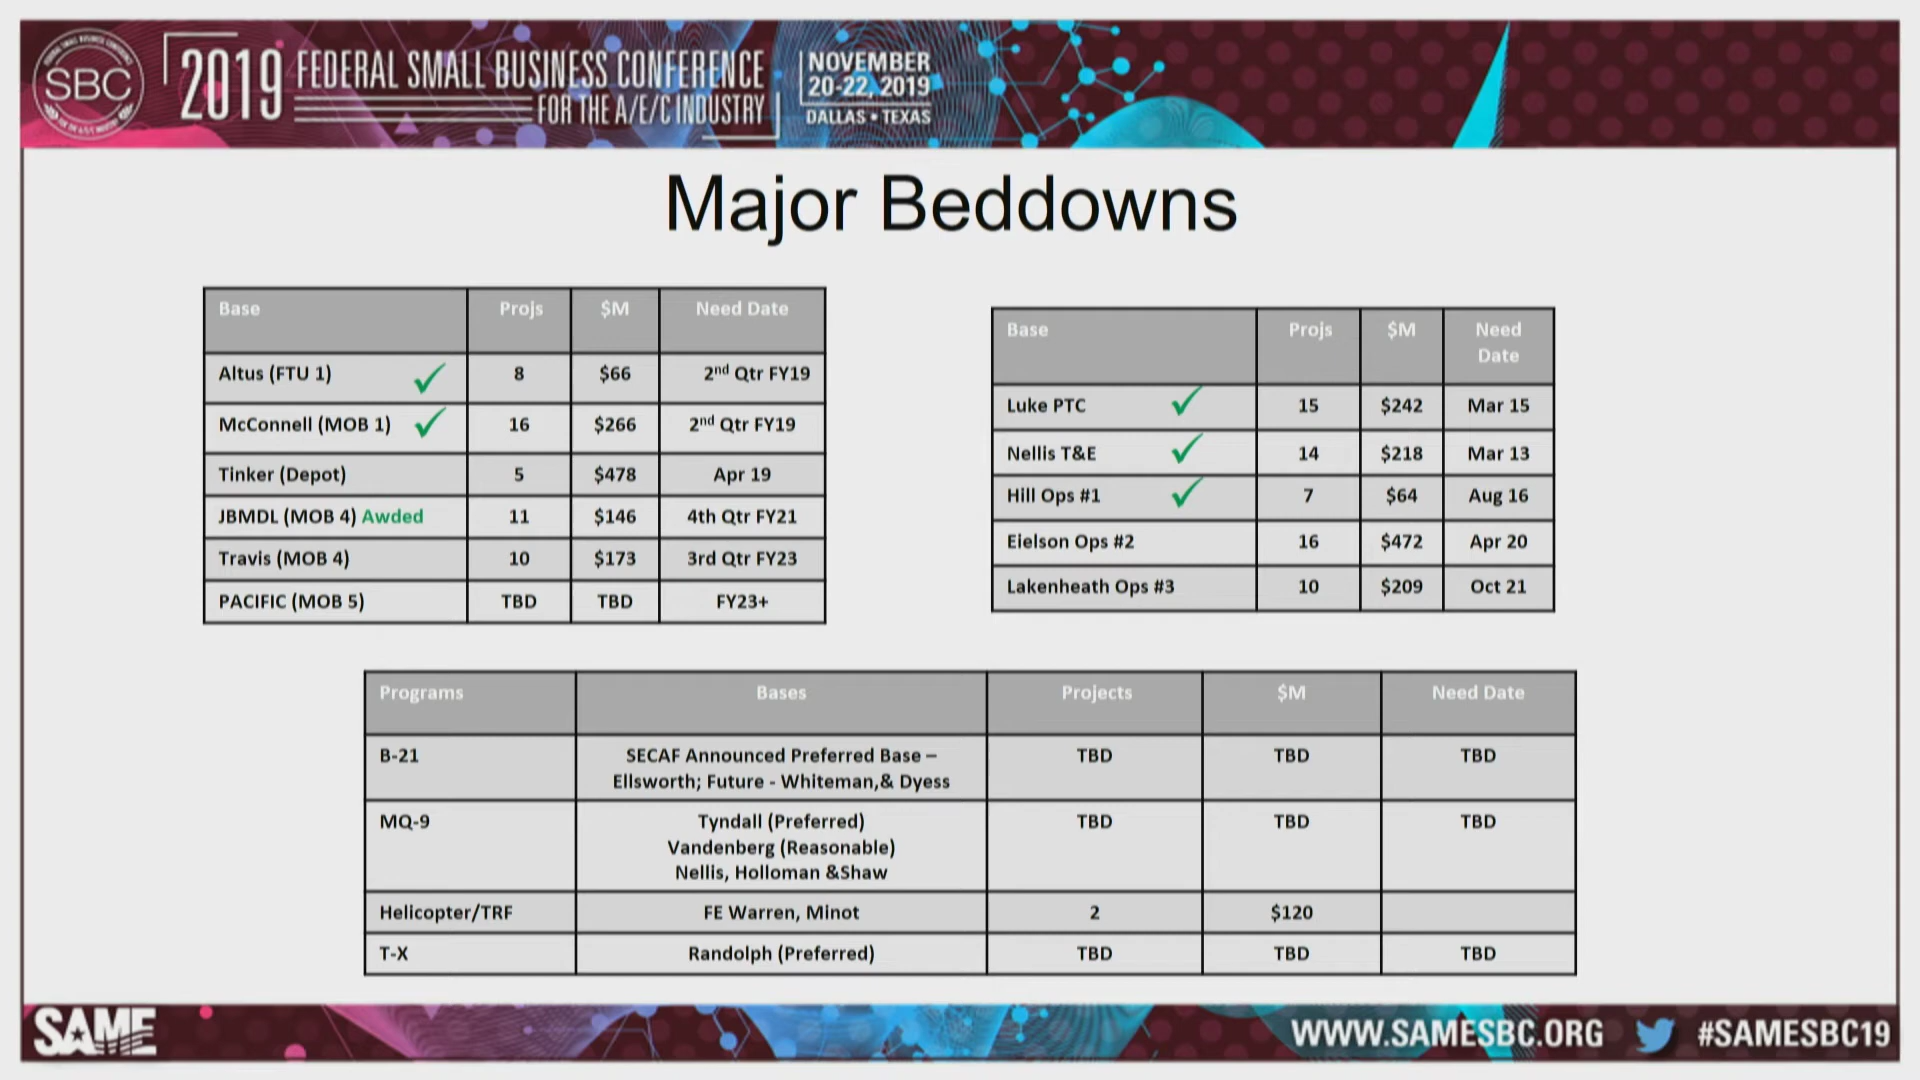 SBC
2019 FEDERAL SMALL BUSINESS CONFERENCE
FOR THE A/E/C INDUSTRY
NOVEMBER
20-22, 2019
DALLAS • TEXAS
Major Beddowns
Base Projs $M Need Date
Altus (FTU 1) ✓ 8 $66 2nd Qtr FY19
McConnell (MOB 1) ✓ 16 $266 2nd Qtr FY19
Tinker (Depot) 5 $478 Apr 19
JBMDL (MOB 4) Awded 11 $146 4th Qtr FY21
Travis (MOB 4) 10 $173 3rd Qtr FY23
PACIFIC (MOB 5) TBD TBD FY23+
Base Projs $M Need
Date
Luke PTC ✓ 15 $242 Mar 15
Nellis T&E ✓ 14 $218 Mar 13
Hill Ops #1 ✓ 7 $64 Aug 16
Eielson Ops #2 16 $472 Apr 20
Lakenheath Ops #3 10 $209 Oct 21
Programs Bases Projects $M Need Date
B-21 SECAF Announced Preferred Base – TBD TBD TBD
Ellsworth; Future - Whiteman,& Dyess
MQ-9 Tyndall (Preferred) TBD TBD TBD
Vandenberg (Reasonable)
Nellis, Holloman &Shaw
Helicopter/TRF FE Warren, Minot 2 $120
T-X Randolph (Preferred) TBD TBD TBD
SAME
WWW.SAMESBC.ORG #SAMESBC19